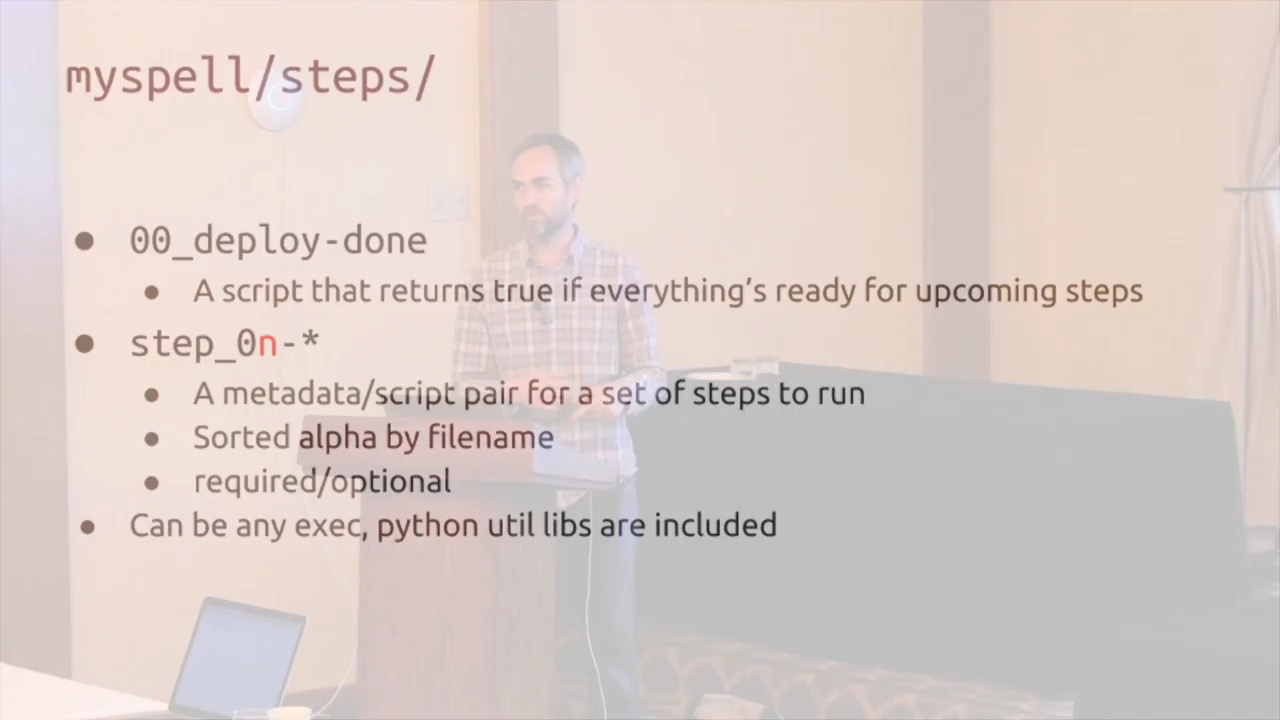 myspell/steps/
00_deploy-done
A script that returns true if everything's ready for upcoming steps
step_0n-*
A metadata/script pair for a set of steps to run
Sorted alpha by filename
required/optional
Can be any exec, python util libs are included